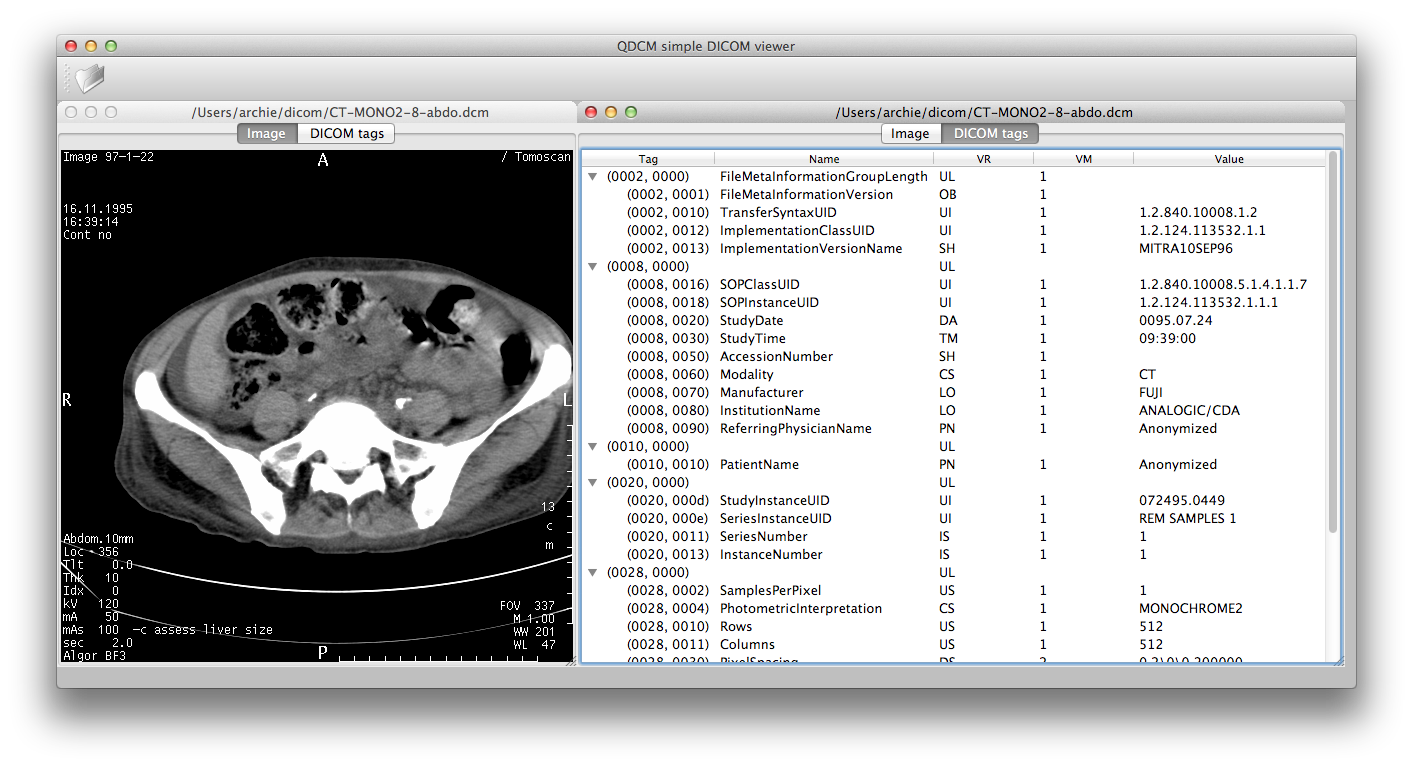 QDCM simple DICOM viewer
/Users/archie/dicom/CT-MONO2-8-abdo.dcm
Image DICOM tags
Image 97-1-22 A / Tomoscan
16.11.1995
16:39:14
Cont no
R L
13
c
m
Abdom.10mm
Loc -356
Tlt 0.0
Thk 10
Idx 0
kV 120
mA 50
mAs 100 -c assess liver size
sec 2.0
Algor BF3
FOV 337
M 1.00
WW 201
WL 47
P
/Users/archie/dicom/CT-MONO2-8-abdo.dcm
Image DICOM tags
Tag Name VR VM Value
(0002, 0000) FileMetaInformationGroupLength UL 1
(0002, 0001) FileMetaInformationVersion OB 1
(0002, 0010) TransferSyntaxUID UI 1 1.2.840.10008.1.2
(0002, 0012) ImplementationClassUID UI 1 1.2.124.113532.1.1
(0002, 0013) ImplementationVersionName SH 1 MITRA10SEP96
(0008, 0000) UL
(0008, 0016) SOPClassUID UI 1 1.2.840.10008.5.1.4.1.1.7
(0008, 0018) SOPInstanceUID UI 1 1.2.124.113532.1.1.1
(0008, 0020) StudyDate DA 1 0095.07.24
(0008, 0030) StudyTime TM 1 09:39:00
(0008, 0050) AccessionNumber SH 1
(0008, 0060) Modality CS 1 CT
(0008, 0070) Manufacturer LO 1 FUJI
(0008, 0080) InstitutionName LO 1 ANALOGIC/CDA
(0008, 0090) ReferringPhysicianName PN 1 Anonymized
(0010, 0000) UL
(0010, 0010) PatientName PN 1 Anonymized
(0020, 0000) UL
(0020, 000d) StudyInstanceUID UI 1 072495.0449
(0020, 000e) SeriesInstanceUID UI 1 REM SAMPLES 1
(0020, 0011) SeriesNumber IS 1 1
(0020, 0013) InstanceNumber IS 1 1
(0028, 0000) UL
(0028, 0002) SamplesPerPixel US 1 1
(0028, 0004) PhotometricInterpretation CS 1 MONOCHROME2
(0028, 0010) Rows US 1 512
(0028, 0011) Columns US 1 512
(0028, 0030) PixelSpacing DS 2